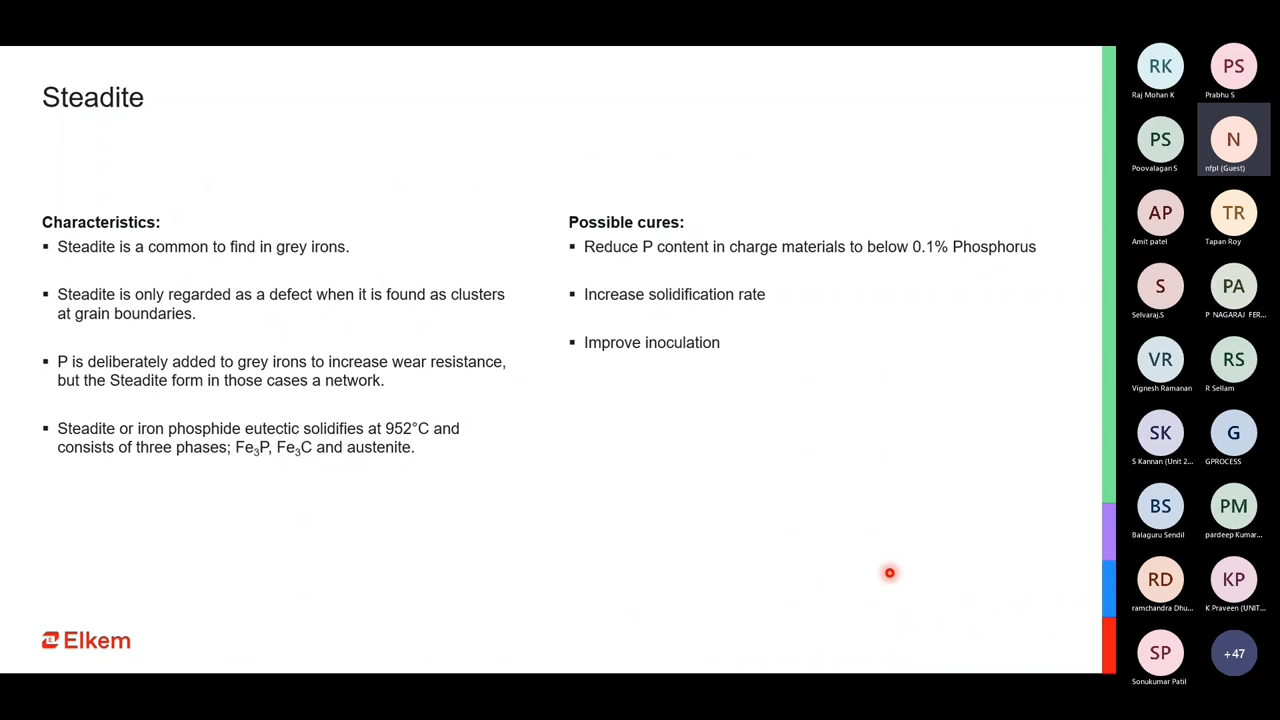 Steadite
Characteristics:
▪ Steadite is a common to find in grey irons.
▪ Steadite is only regarded as a defect when it is found as clusters
at grain boundaries.
▪ P is deliberately added to grey irons to increase wear resistance,
but the Steadite form in those cases a network.
▪ Steadite or iron phosphide eutectic solidifies at 952°C and
consists of three phases; Fe₃P, Fe₃C and austenite.
Possible cures:
▪ Reduce P content in charge materials to below 0.1% Phosphorus
▪ Increase solidification rate
▪ Improve inoculation
Elkem
RK
Raj Mohan K
PS
Prabhu S
PS
Poovalagan S
N
nfpl (Guest)
AP
Amit patel
TR
Tapan Roy
S
Selvaraj.S
PA
P NAGARAJ FER...
VR
Vignesh Ramanan
RS
R Sellam
SK
S Kannan (Unit 2...
G
GPROCESS
BS
Balaguru Sendil
PM
pardeep Kumar...
RD
ramchandra Dhu...
KP
K Praveen (UNIT...
SP
Sonukumar Patil
+47